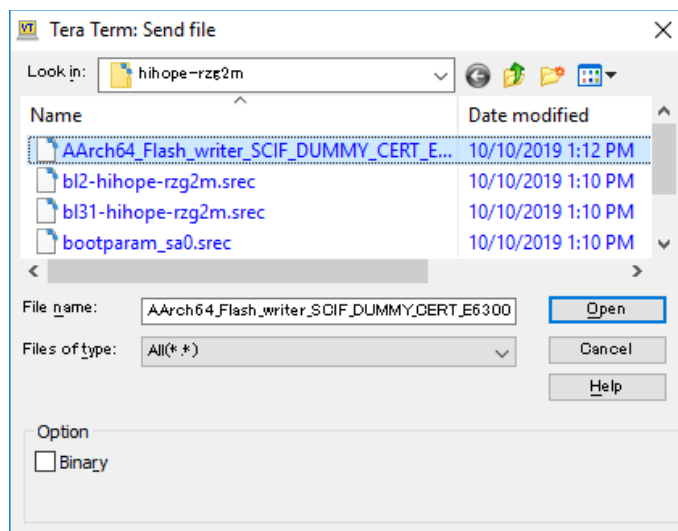 Tera Term: Send file
Look in: hihope-rzg2m
Name Date modified
AArch64_Flash_writer_SCIF_DUMMY_CERT_E... 10/10/2019 1:12 PM
bl2-hihope-rzg2m.srec 10/10/2019 1:10 PM
bl31-hihope-rzg2m.srec 10/10/2019 1:10 PM
bootparam_sa0.srec 10/10/2019 1:10 PM
File name: AArch64_Flash_writer_SCIF_DUMMY_CERT_E6300 Open
Files of type: All(*.*) Cancel
Help
Option
Binary